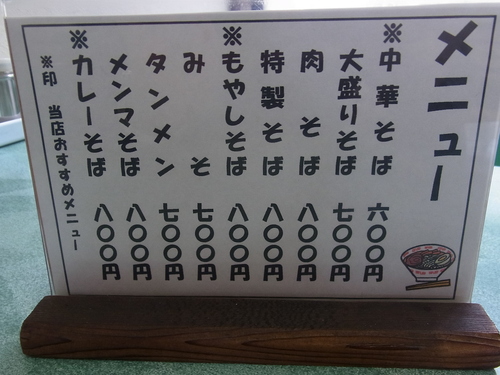 メニュー
※中華そば 六〇〇円
大盛りそば 七〇〇円
肉そば 八〇〇円
特製そば 八〇〇円
※もやしそば 八〇〇円
みそ 七〇〇円
タンメン 七〇〇円
メンマそば 八〇〇円
※カレーそば 八〇〇円
※印 当店おすすめメニュー